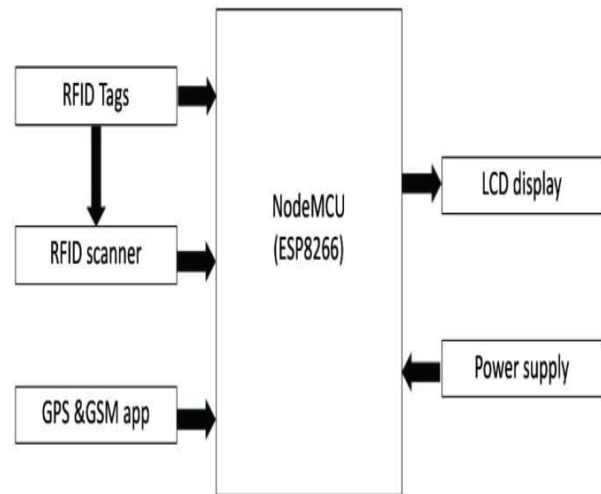 RFID Tags
RFID scanner
GPS &GSM app
NodeMCU
(ESP8266)
LCD display
Power supply